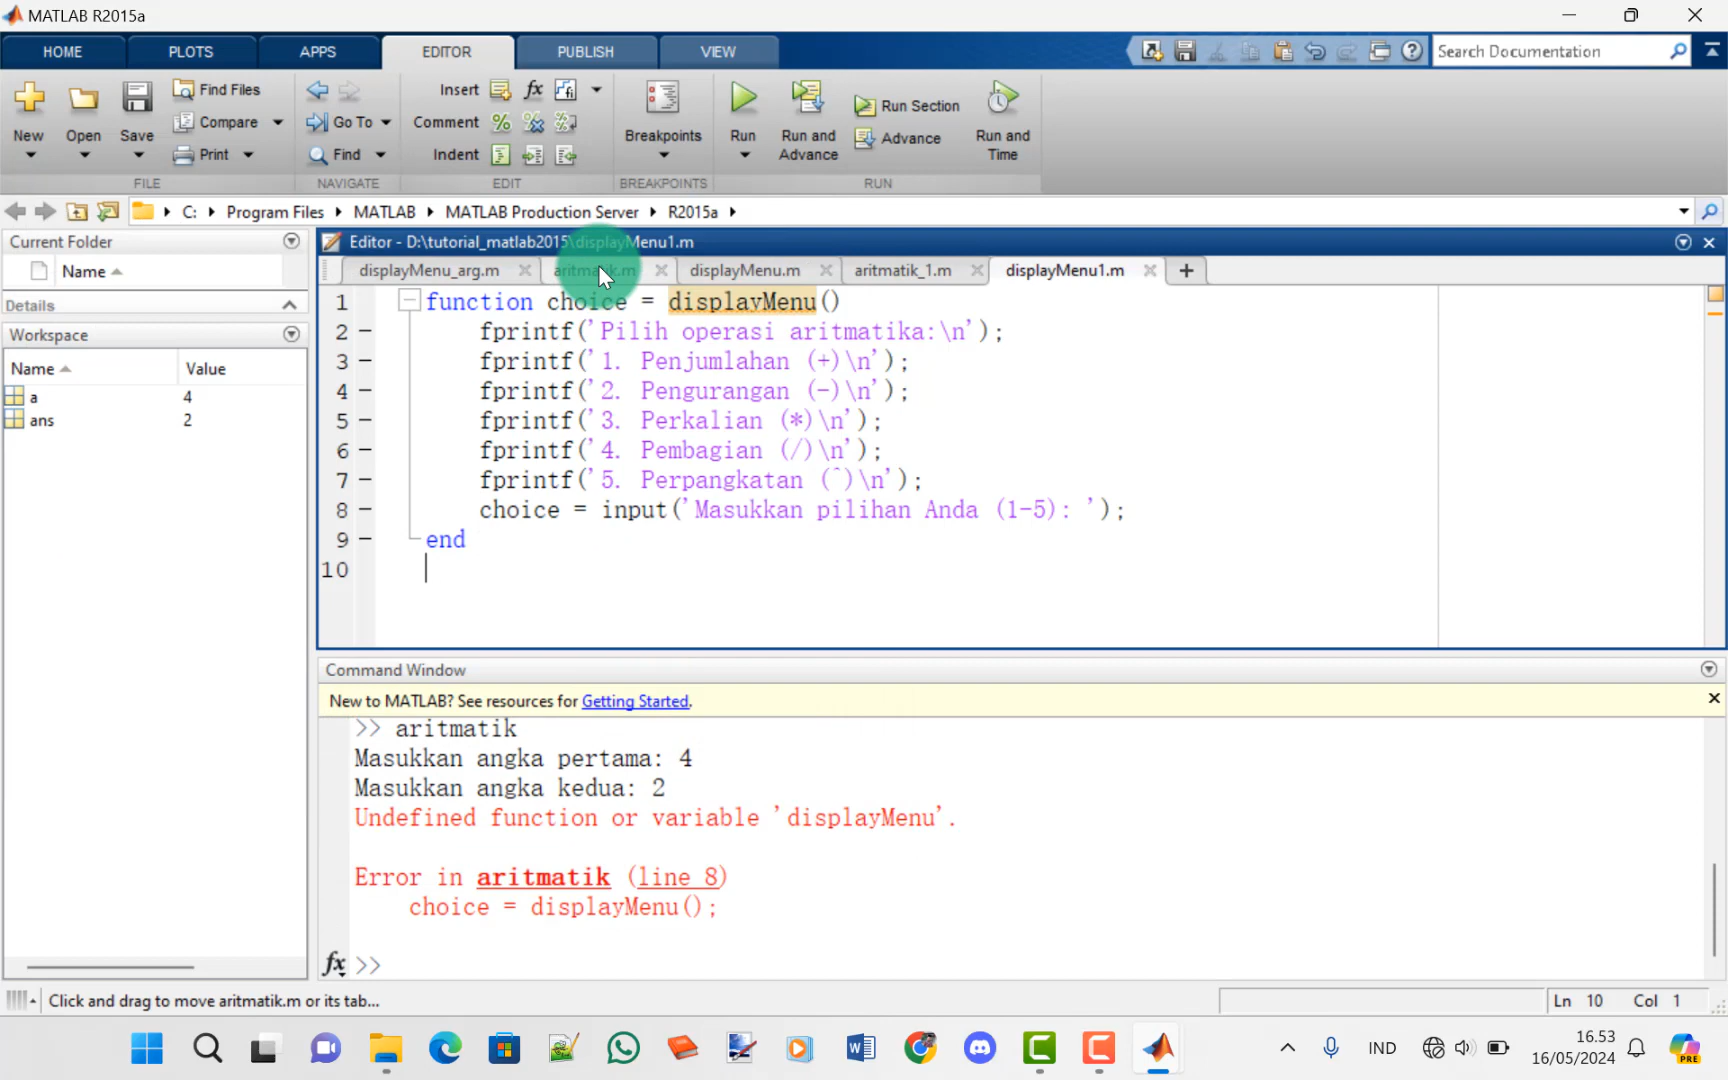 MATLAB R2015a
HOME PLOTS APPS EDITOR PUBLISH VIEW Search Documentation
Find Files Insert fx
New Open Save Compare Go To Comment Breakpoints Run Run and Advance Run Section Advance Run and Time
Print Find Indent
FILE NAVIGATE EDIT BREAKPOINTS RUN
C: Program Files MATLAB MATLAB Production Server R2015a
Current Folder
Name
Details
Workspace
Name Value
a 4
ans 2
Editor - D:\tutorial_matlab2015\displayMenu1.m
displayMenu_arg.m aritmatik.m displayMenu.m aritmatik_1.m displayMenu1.m
1 function choice = displayMenu()
2 - fprintf('Pilih operasi aritmatika:\n');
3 - fprintf('1. Penjumlahan (+)\n');
4 - fprintf('2. Pengurangan (-)\n');
5 - fprintf('3. Perkalian (*)\n');
6 - fprintf('4. Pembagian (/)\n');
7 - fprintf('5. Perpangkatan (^)\n');
8 - choice = input('Masukkan pilihan Anda (1-5): ');
9 - end
10
Command Window
New to MATLAB? See resources for Getting Started.
>> aritmatik
Masukkan angka pertama: 4
Masukkan angka kedua: 2
Undefined function or variable 'displayMenu'.
Error in aritmatik (line 8)
choice = displayMenu();
fx >>
Click and drag to move aritmatik.m or its tab... Ln 10 Col 1
IND 16.53
16/05/2024
PRE